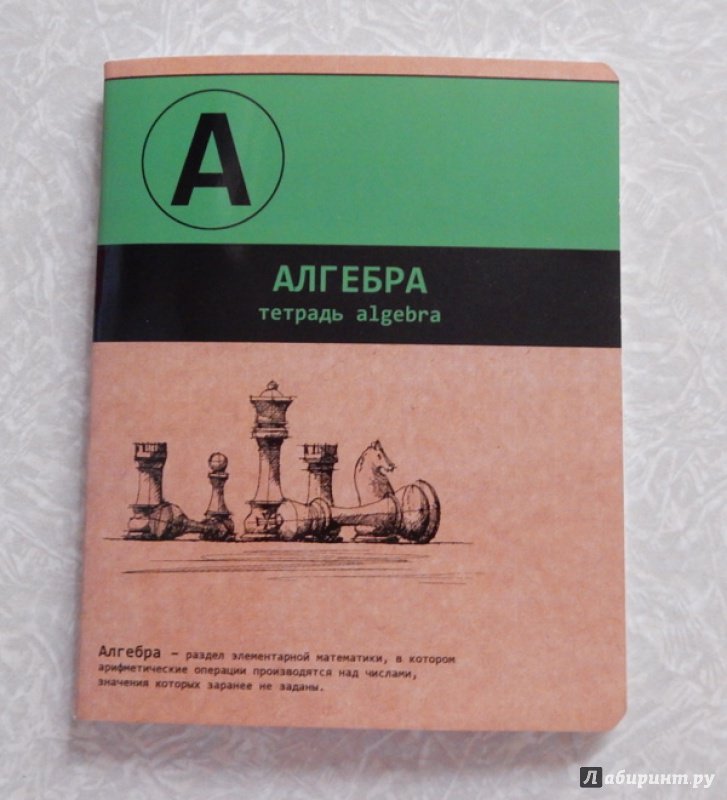 А
АЛГЕБРА
тетрадь algebra
Алгебра – раздел элементарной математики, в котором
арифметические операции производятся над числами,
значения которых заранее не заданы.
Лабиринт.ру